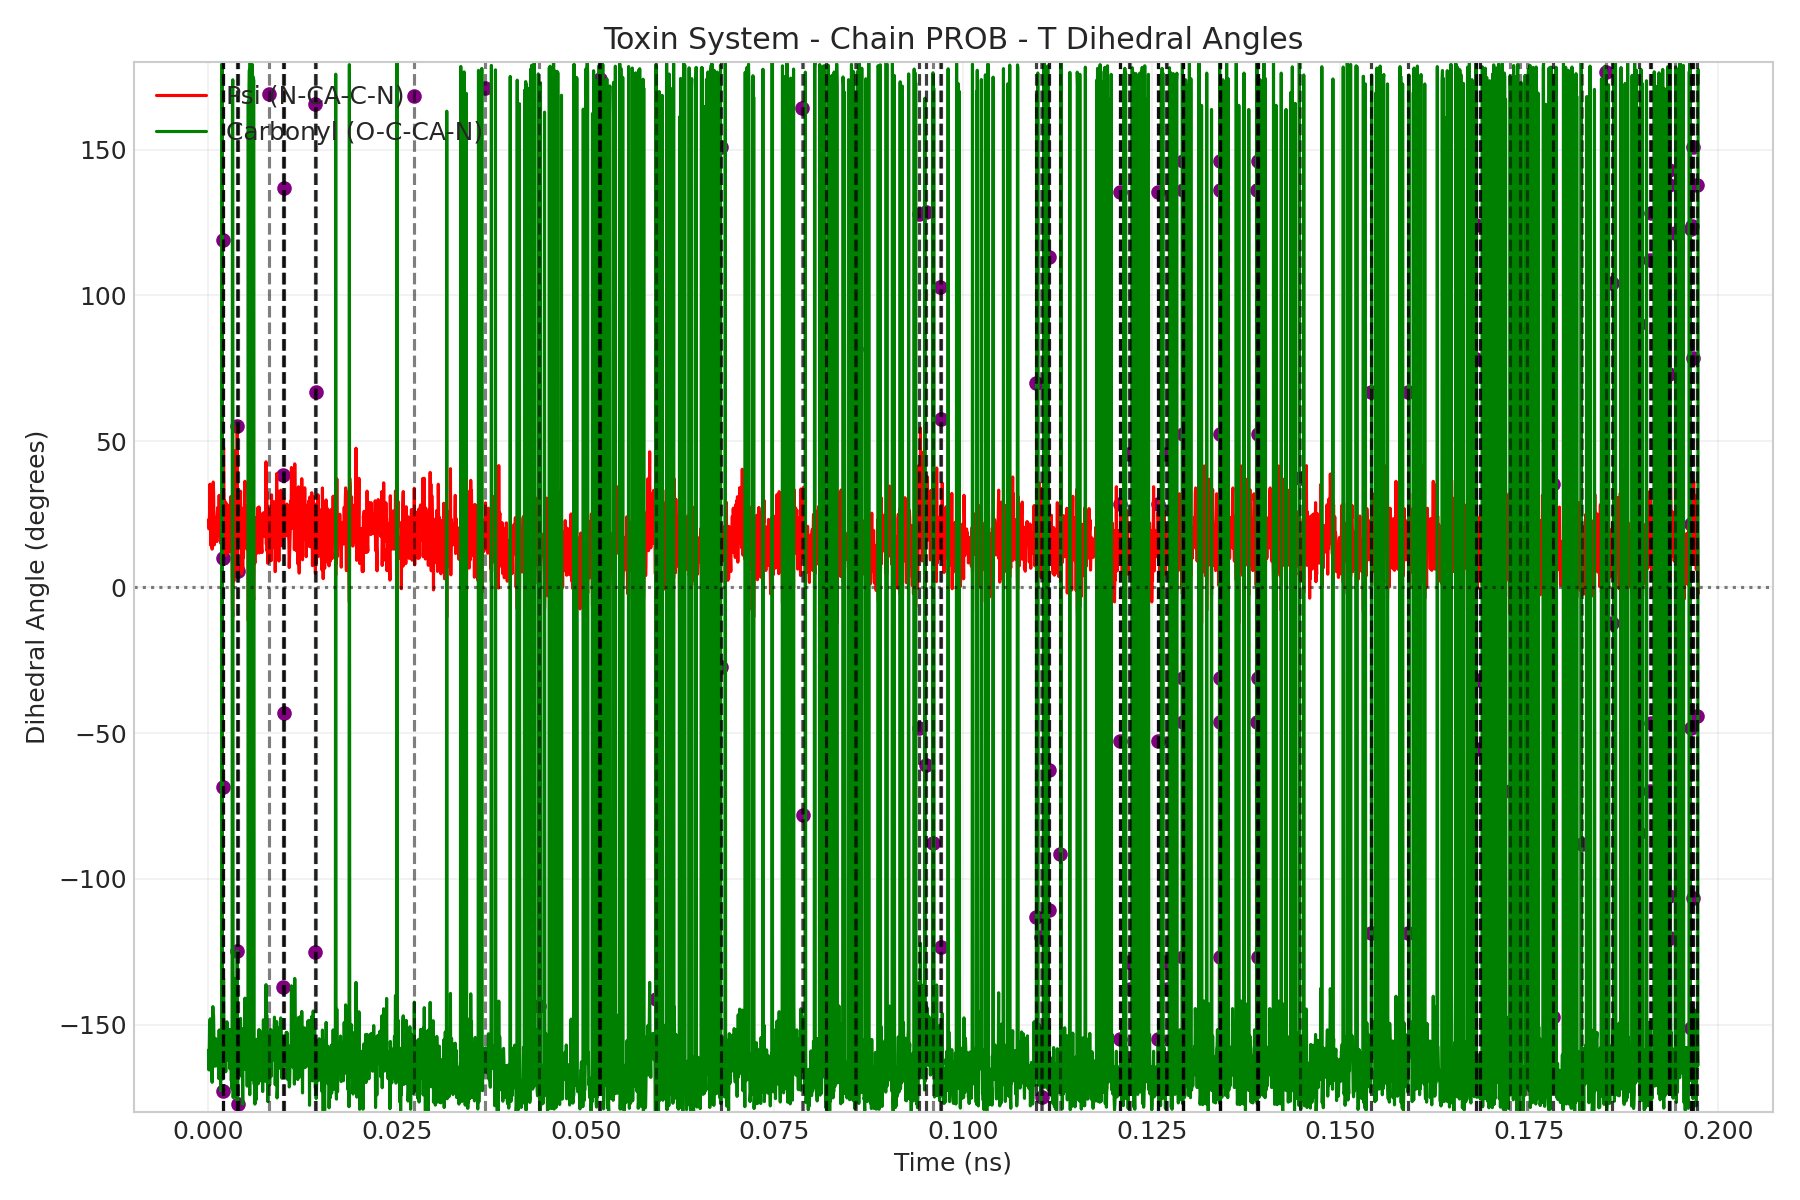 Toxin System - Chain PROB - T Dihedral Angles
Psi (N-CA-C-N)
Carbonyl (O-C-CA-N)
150
100
50
0
−50
−100
−150
Dihedral Angle (degrees)
0.000 0.025 0.050 0.075 0.100 0.125 0.150 0.175 0.200
Time (ns)